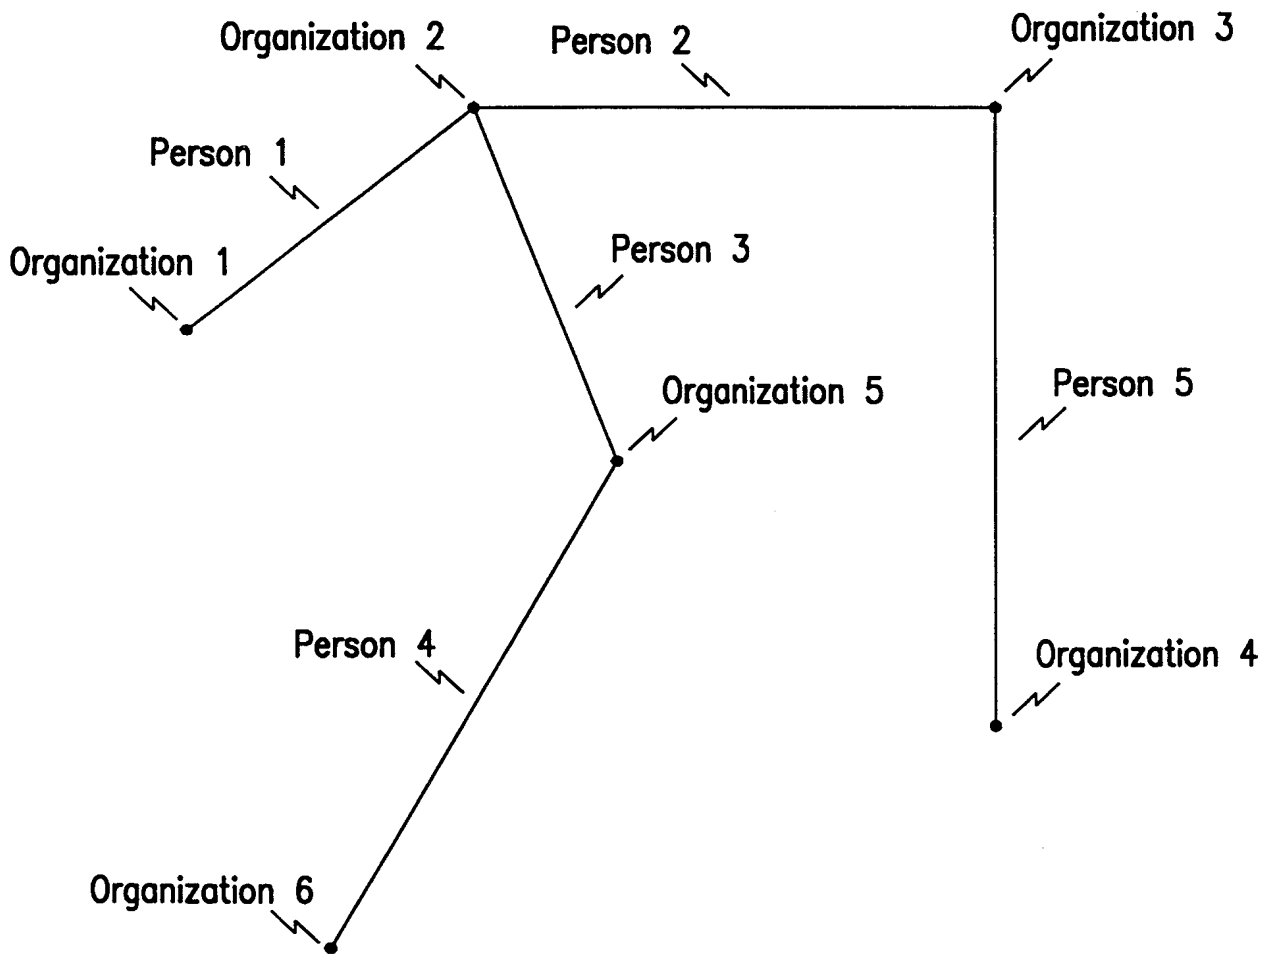 Organization 2
Person 2
Organization 3
Person 1
Organization 1
Person 3
Organization 5
Person 5
Person 4
Organization 4
Organization 6